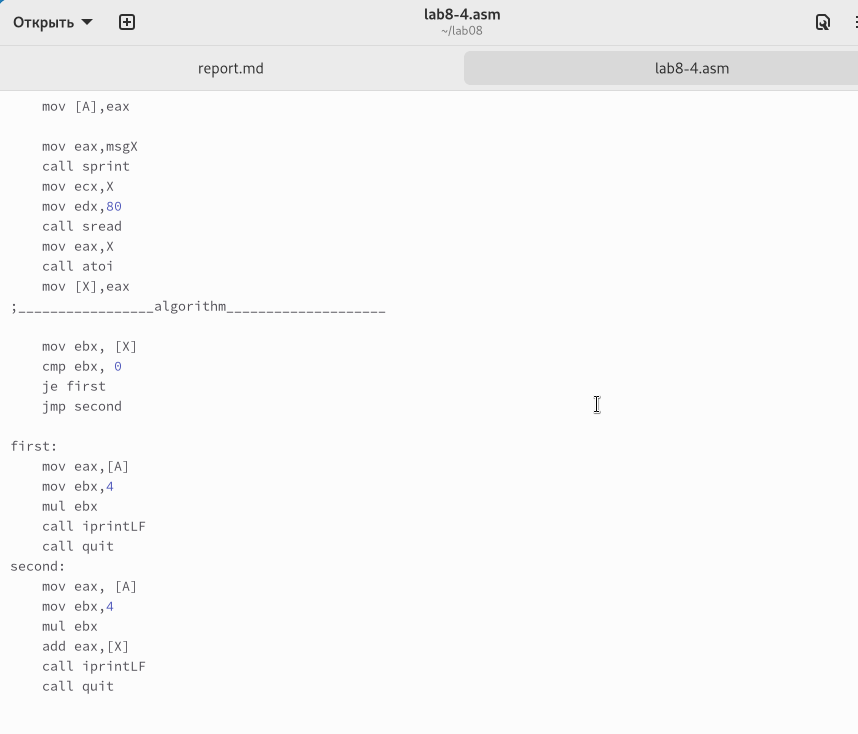 Открыть
lab8-4.asm
~/lab08
report.md
lab8-4.asm
mov [A],eax
mov eax,msgX
call sprint
mov ecx,X
mov edx,80
call sread
mov eax,X
call atoi
mov [X],eax
;_________________algorithm____________________
mov ebx, [X]
cmp ebx, 0
je first
jmp second
first:
mov eax,[A]
mov ebx,4
mul ebx
call iprintLF
call quit
second:
mov eax, [A]
mov ebx,4
mul ebx
add eax,[X]
call iprintLF
call quit